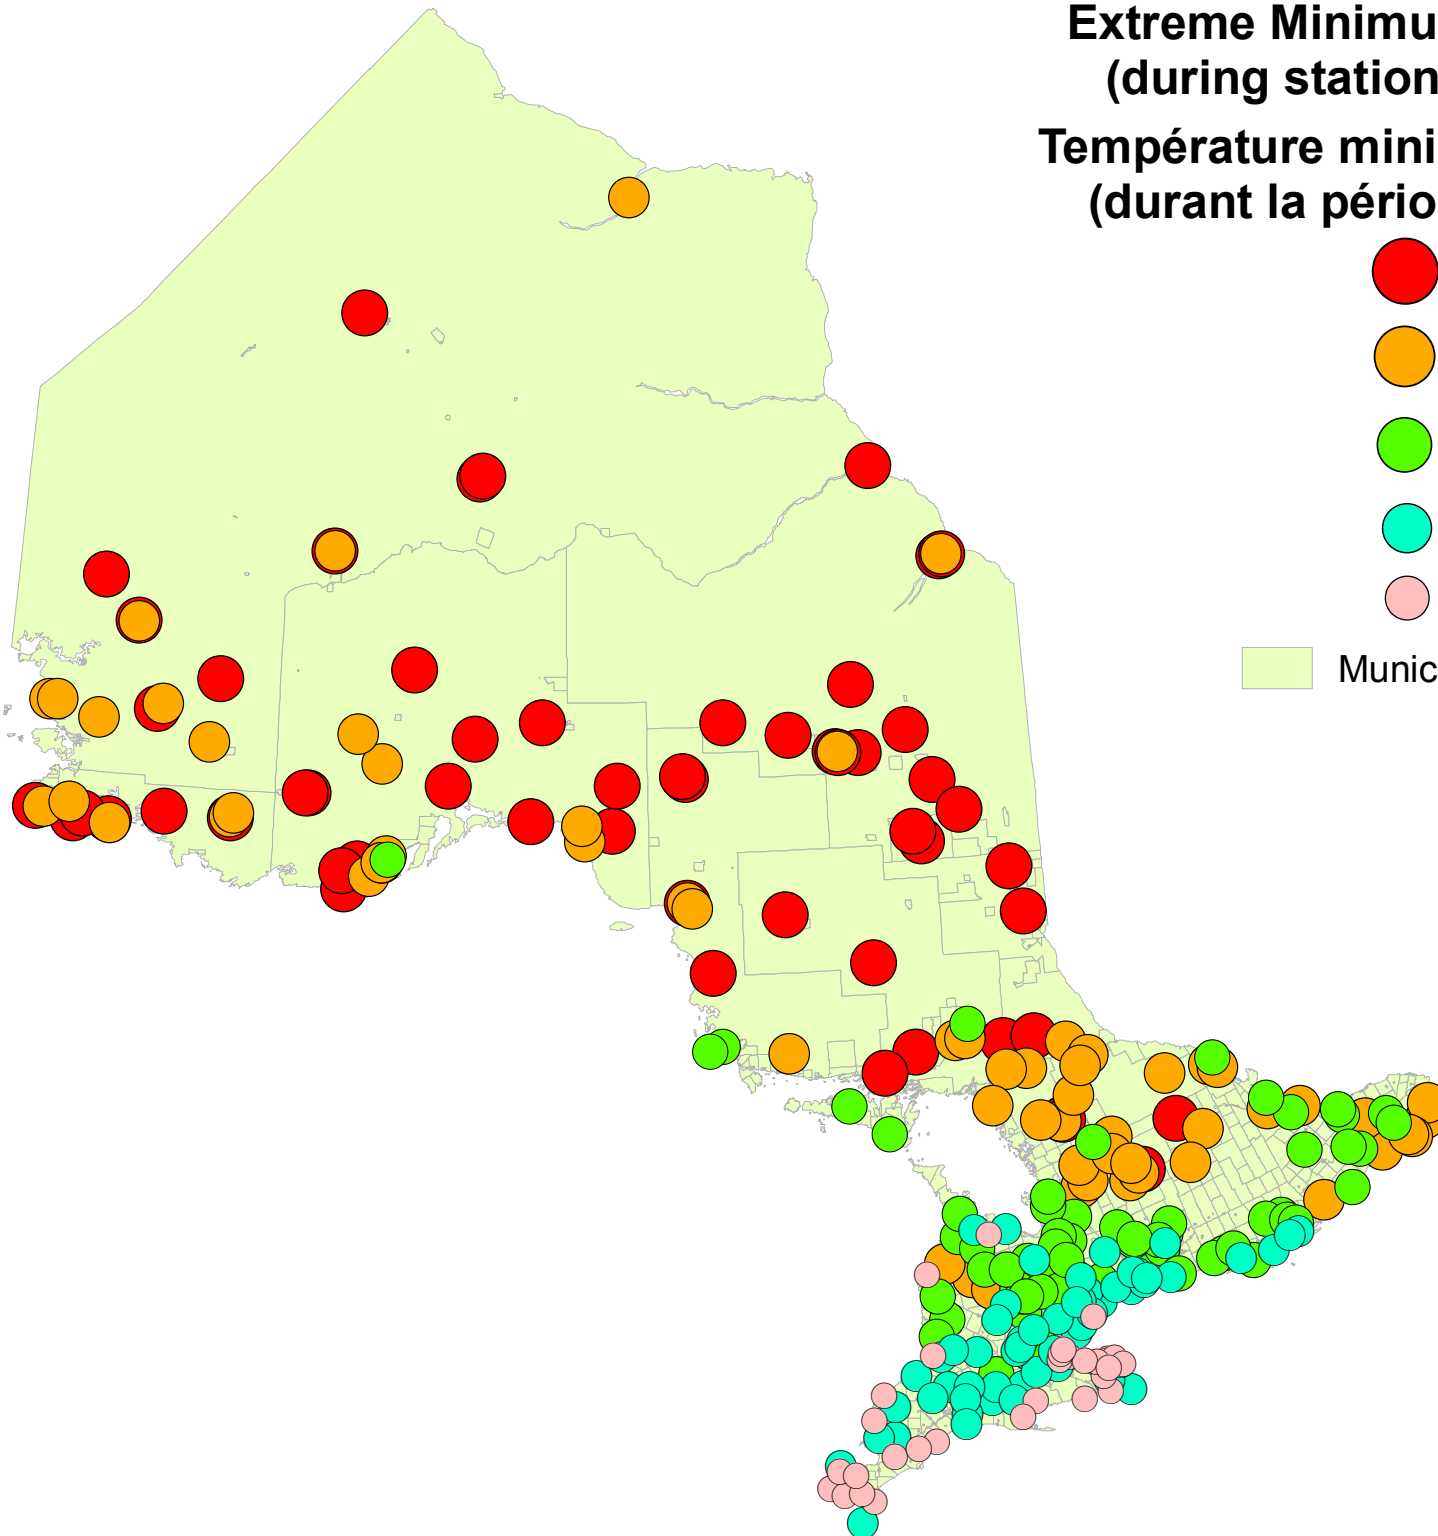 Extreme Minimu
(during station
Température mini
(durant la pério
Munic